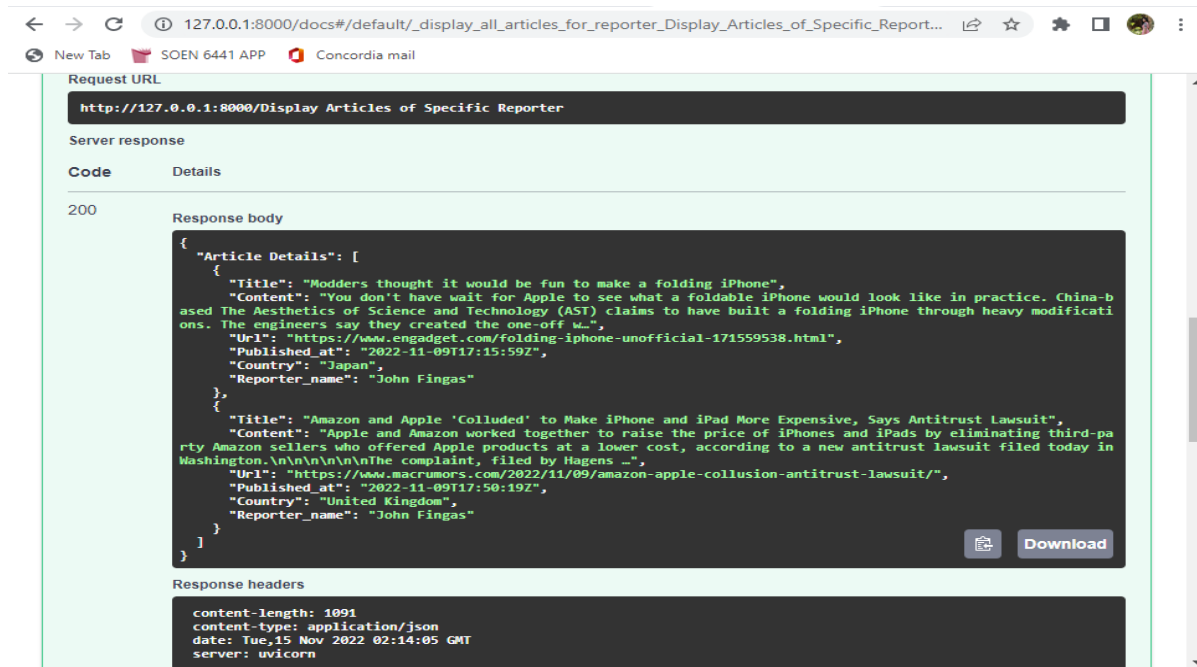 127.0.0.1:8000/docs#/default/_display_all_articles_for_reporter_Display_Articles_of_Specific_Report...
New Tab SOEN 6441 APP Concordia mail
Request URL
http://127.0.0.1:8000/Display Articles of Specific Reporter
Server response
Code Details
200
Response body
{
"Article Details": [
{
"Title": "Modders thought it would be fun to make a folding iPhone",
"Content": "You don't have wait for Apple to see what a foldable iPhone would look like in practice. China-b
ased The Aesthetics of Science and Technology (AST) claims to have built a folding iPhone through heavy modificati
ons. The engineers say they created the one-off w…",
"Url": "https://www.engadget.com/folding-iphone-unofficial-171559538.html",
"Published_at": "2022-11-09T17:15:59Z",
"Country": "Japan",
"Reporter_name": "John Fingas"
},
{
"Title": "Amazon and Apple 'Colluded' to Make iPhone and iPad More Expensive, Says Antitrust Lawsuit",
"Content": "Apple and Amazon worked together to raise the price of iPhones and iPads by eliminating third-pa
rty Amazon sellers who offered Apple products at a lower cost, according to a new antitrust lawsuit filed today in
Washington.\n\n\n\n\n\nThe complaint, filed by Hagens …",
"Url": "https://www.macrumors.com/2022/11/09/amazon-apple-collusion-antitrust-lawsuit/",
"Published_at": "2022-11-09T17:50:19Z",
"Country": "United Kingdom",
"Reporter_name": "John Fingas"
}
]
}
Download
Response headers
content-length: 1091
content-type: application/json
date: Tue,15 Nov 2022 02:14:05 GMT
server: uvicorn